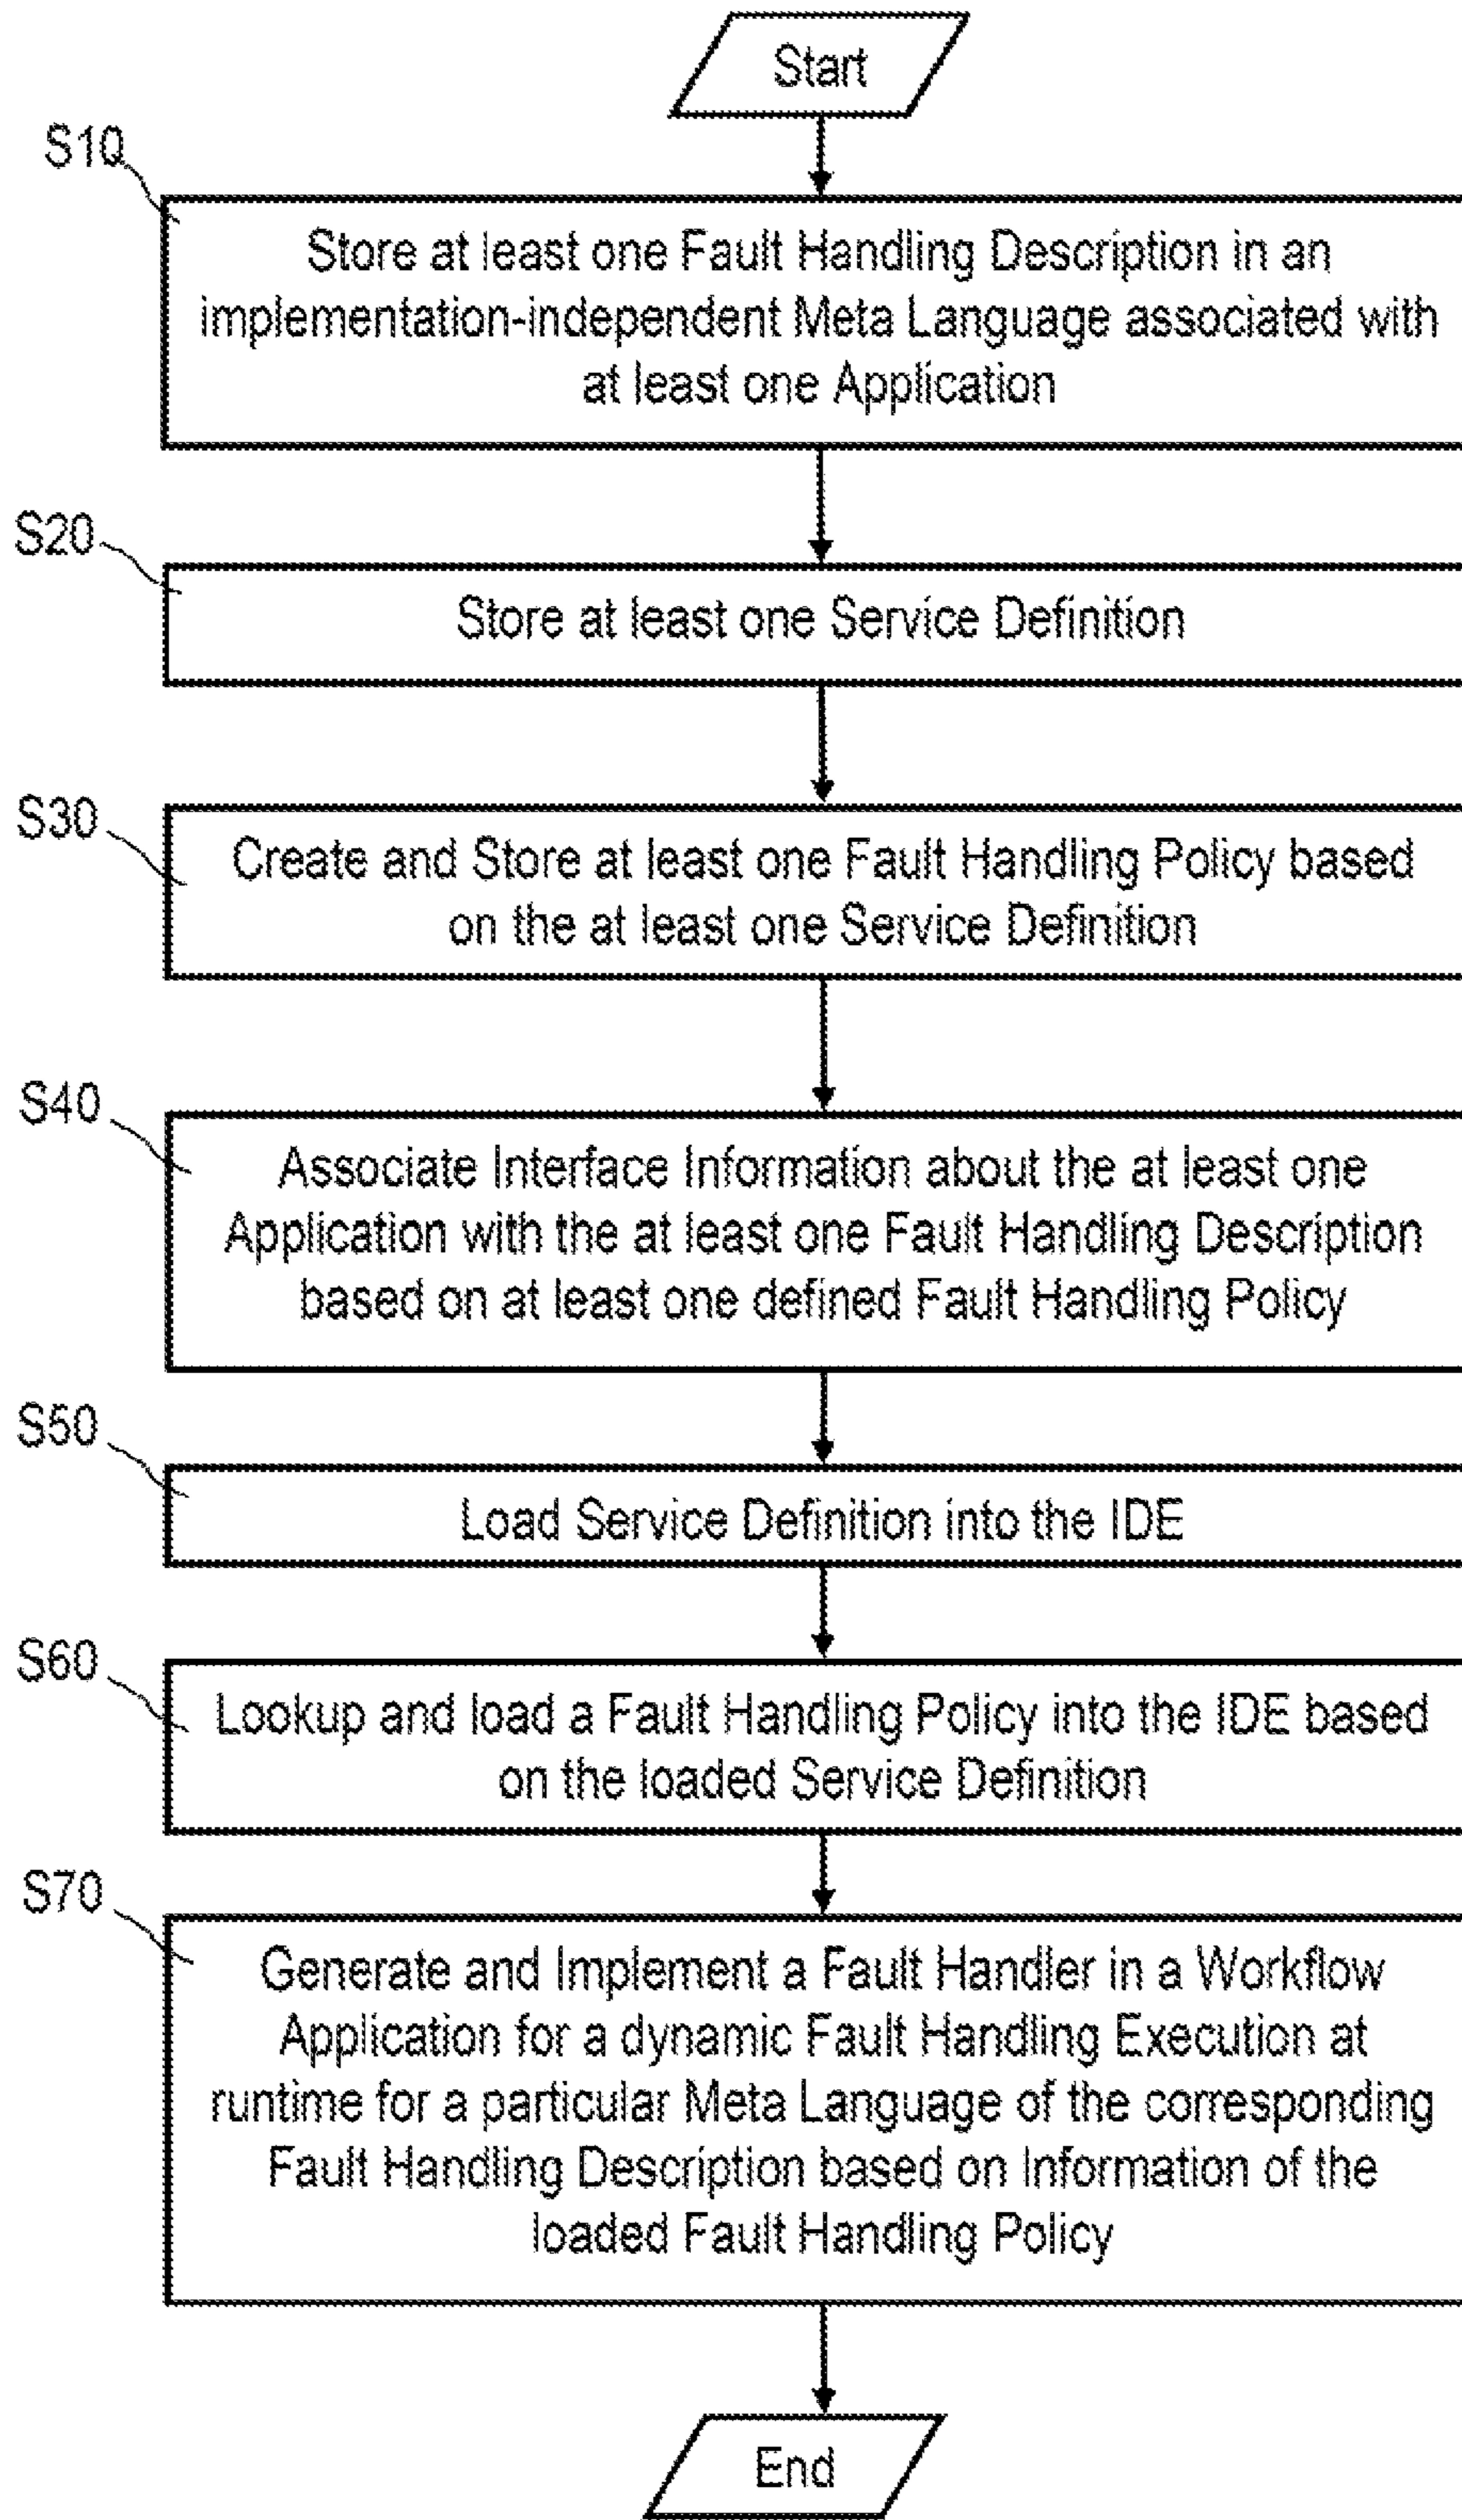 Start
S10
Store at least one Fault Handling Description in an
implementation-independent Meta Language associated with
at least one Application
S20
Store at least one Service Definition
S30
Create and Store at least one Fault Handling Policy based
on the at least one Service Definition
S40
Associate Interface Information about the at least one
Application with the at least one Fault Handling Description
based on at least one defined Fault Handling Policy
S50
Load Service Definition into the IDE
S60
Lookup and load a Fault Handling Policy into the IDE based
on the loaded Service Definition
S70
Generate and Implement a Fault Handler in a Workflow
Application for a dynamic Fault Handling Execution at
runtime for a particular Meta Language of the corresponding
Fault Handling Description based on Information of the
loaded Fault Handling Policy
End